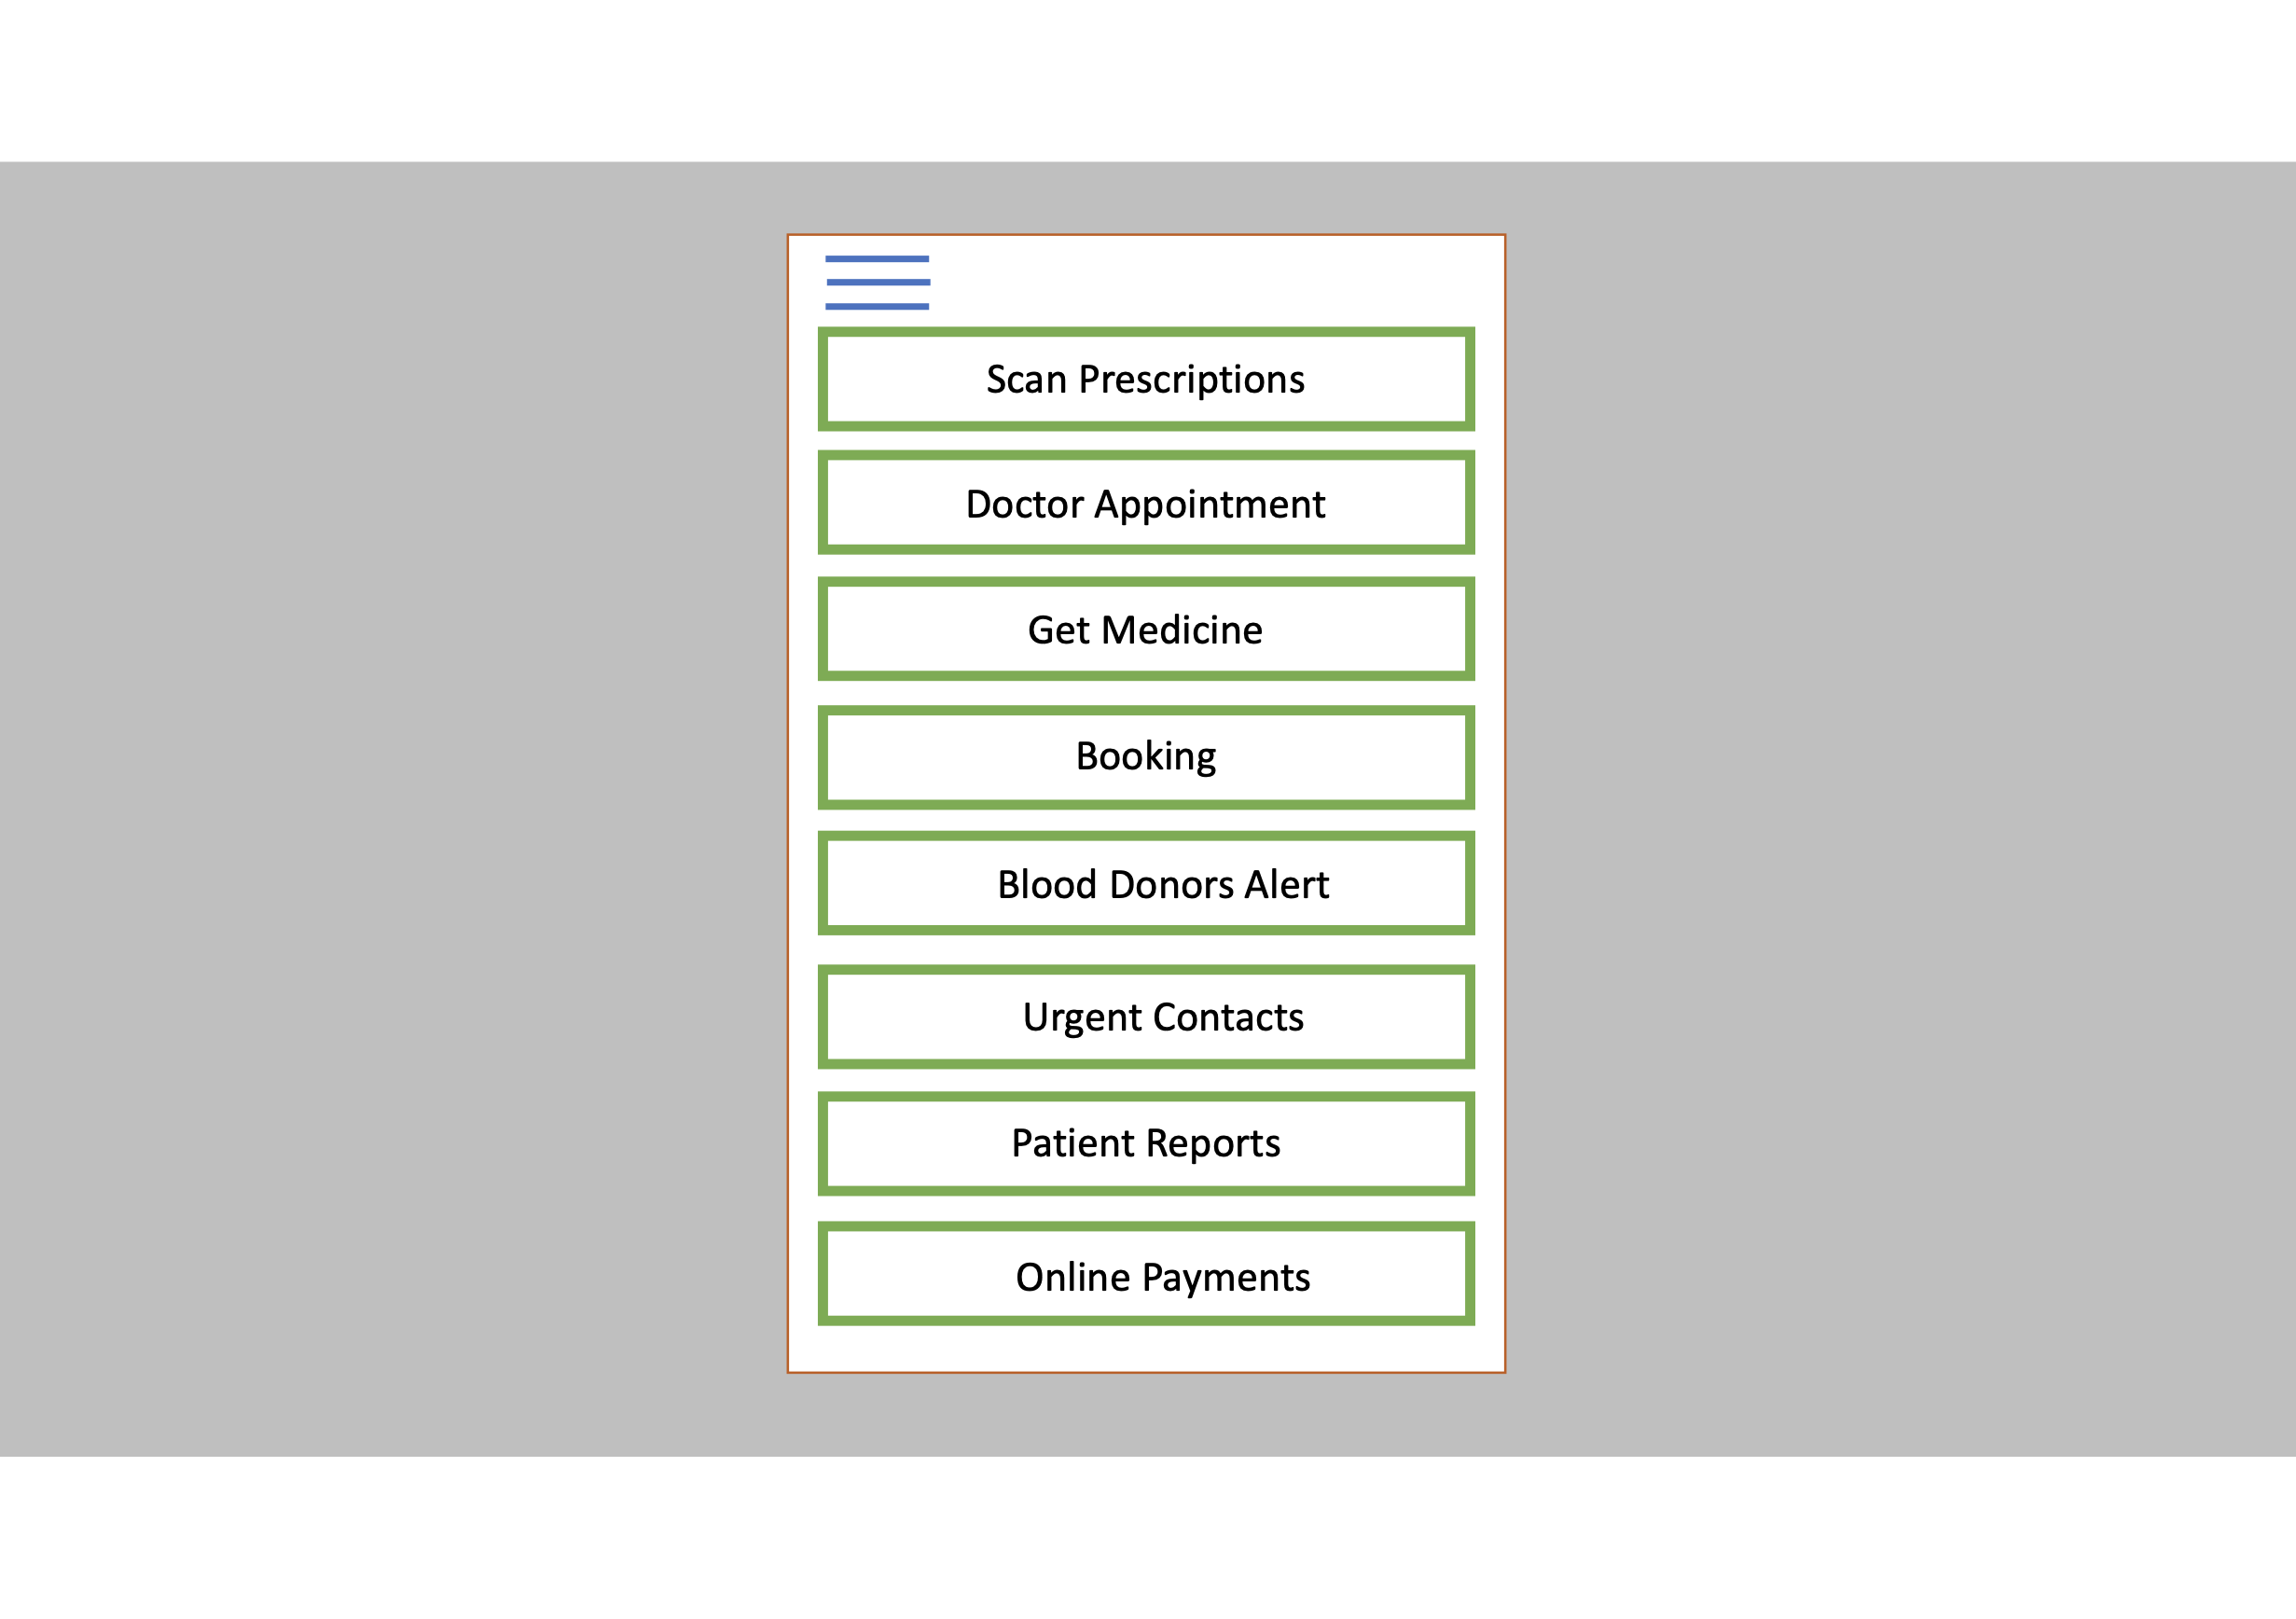 Scan Prescriptions
Doctor Appointment
Get Medicine
Booking
Blood Donors Alert
Urgent Contacts
Patient Reports
Online Payments